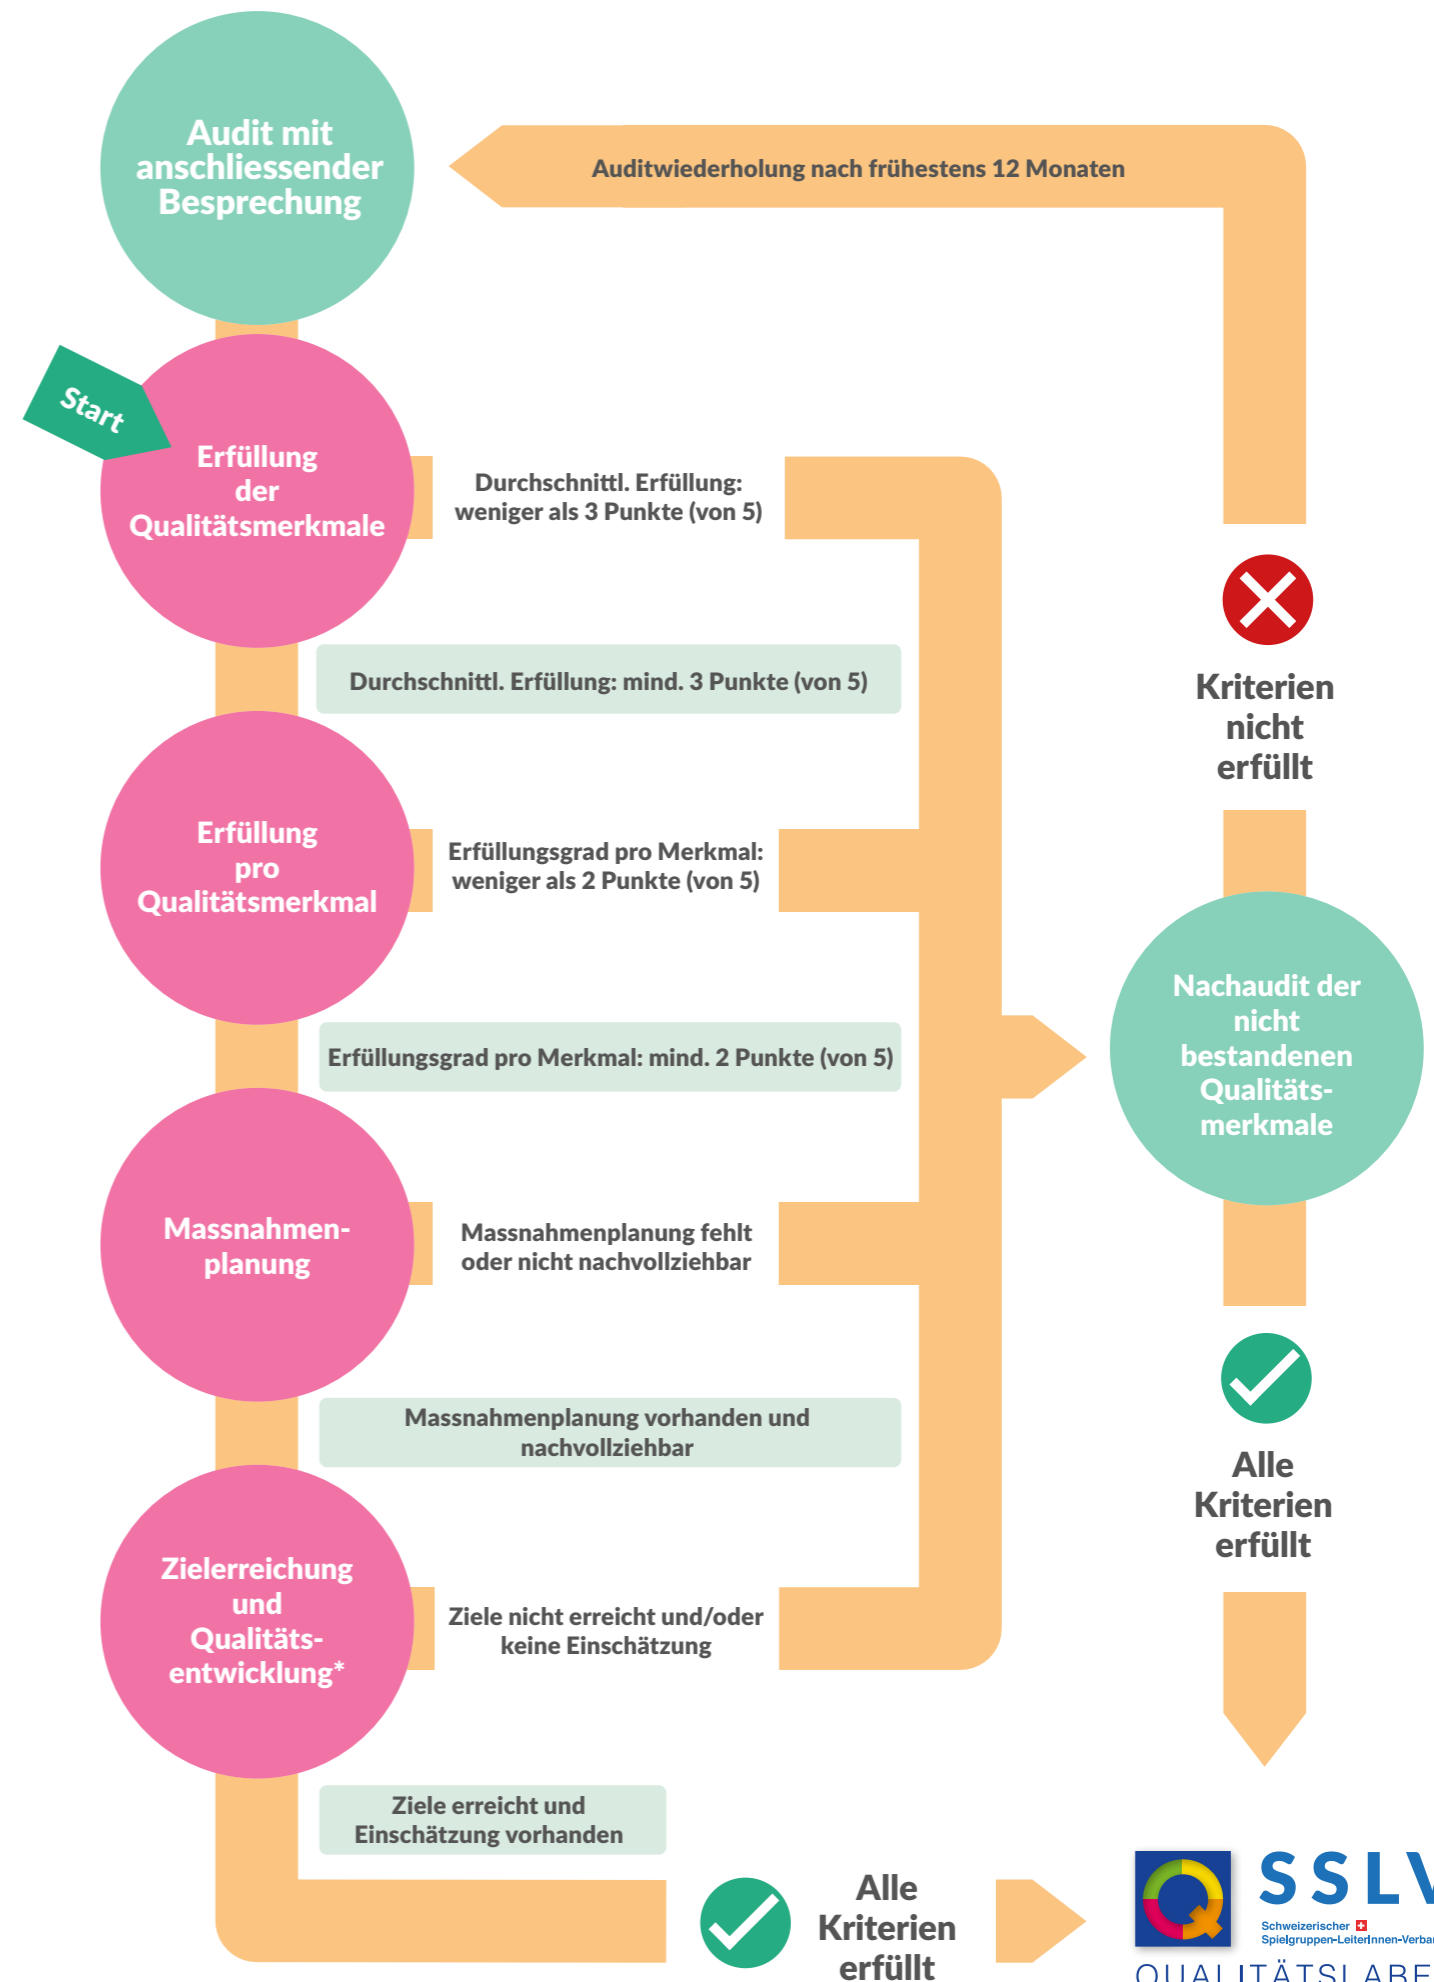 Audit mit
anschliessender
Besprechung
Auditwiederholung nach frühestens 12 Monaten
Start
Erfüllung
der
Qualitätsmerkmale
Durchschnittl. Erfüllung:
weniger als 3 Punkte (von 5)
Durchschnittl. Erfüllung: mind. 3 Punkte (von 5)
Kriterien
nicht
erfüllt
Erfüllung
pro
Qualitätsmerkmal
Erfüllungsgrad pro Merkmal:
weniger als 2 Punkte (von 5)
Erfüllungsgrad pro Merkmal: mind. 2 Punkte (von 5)
Nachaudit der
nicht
bestandenen
Qualitäts-
merkmale
Massnahmen-
planung
Massnahmenplanung fehlt
oder nicht nachvollziehbar
Massnahmenplanung vorhanden und
nachvollziehbar
Alle
Kriterien
erfüllt
Zielerreichung
und
Qualitäts-
entwicklung*
Ziele nicht erreicht und/oder
keine Einschätzung
Ziele erreicht und
Einschätzung vorhanden
Alle
Kriterien
erfüllt
Q
SSLV
Schweizerischer
Spielgruppen-LeiterInnen-Verban
QUALITÄTSLABE